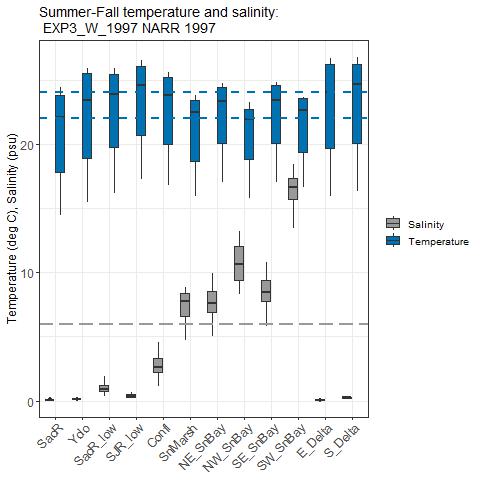 Summer-Fall temperature and salinity:
EXP3_W_1997 NARR 1997
Temperature (deg C), Salinity (psu)
20
10
0
SacR
Yolo
SacR_low
SJR_low
Confl
SnMarsh
NE_SnBay
NW_SnBay
SE_SnBay
SW_SnBay
E_Delta
S_Delta
Salinity
Temperature